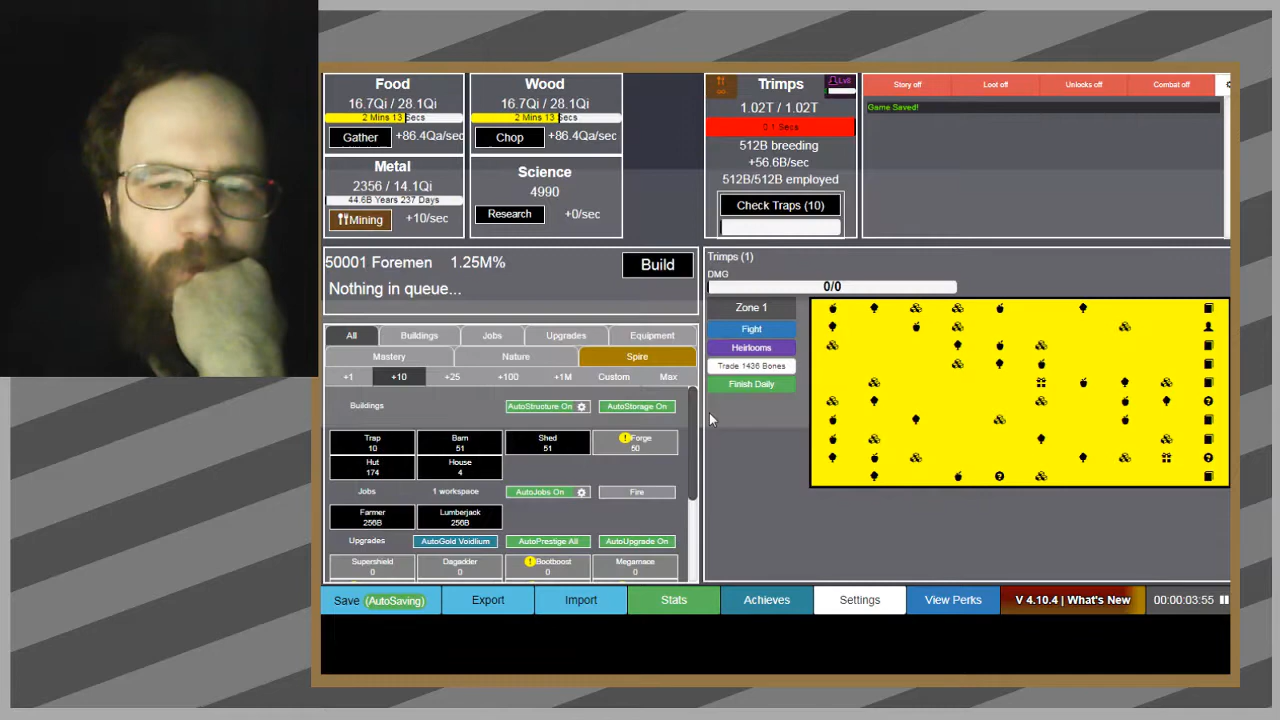 Food
16.7Qi / 28.1Qi
2 Mins 13 Secs
Gather +86.4Qa/sec
Wood
16.7Qi / 28.1Qi
2 Mins 13 Secs
Chop +86.4Qa/sec
Metal
2356 / 14.1Qi
44.6B Years 237 Days
Mining +10/sec
Science
4990
Research +0/sec
Trimps
Lv8
1.02T / 1.02T
0.1 Secs
512B breeding
+56.6B/sec
512B/512B employed
Check Traps (10)
Story off Loot off Unlocks off Combat off
Game Saved!
50001 Foremen 1.25M%
Build
Nothing in queue...
All Buildings Jobs Upgrades Equipment
Mastery Nature Spire
+1 +10 +25 +100 +1M Custom Max
Buildings AutoStructure On AutoStorage On
Trap Barn Shed !Forge
10 51 51 50
Hut House
174 4
Jobs 1 workspace AutoJobs On Fire
Farmer Lumberjack
256B 256B
Upgrades AutoGold Voidlium AutoPrestige All AutoUpgrade On
Supershield Dagadder !Bootboost Megamace
0 0 0 0
Trimps (1)
DMG
0/0
Zone 1
Fight
Heirlooms
Trade 1436 Bones
Finish Daily
Save (AutoSaving) Export Import Stats Achieves Settings View Perks V 4.10.4 | What's New 00:00:03:55